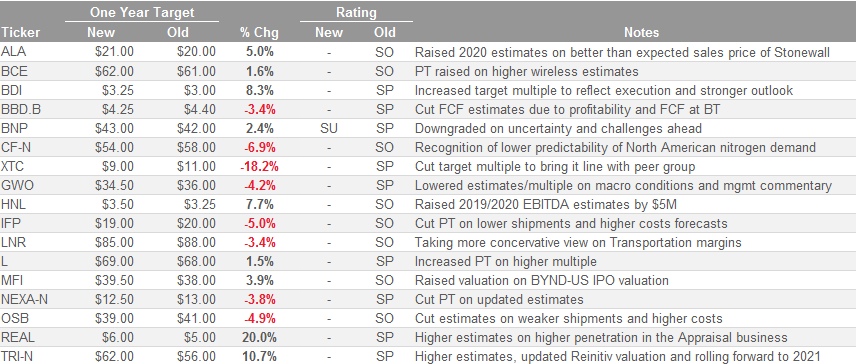 One Year Target Rating
Ticker New Old % Chg New Old Notes
ALA $21.00 $20.00 5.0% - SO Raised 2020 estimates on better than expected sales price of Stonewall
BCE $62.00 $61.00 1.6% - SO PT raised on higher wireless estimates
BDI $3.25 $3.00 8.3% - SP Increased target multiple to reflect execution and stronger outlook
BBD.B $4.25 $4.40 -3.4% - SP Cut FCF estimates due to profitability and FCF at BT
BNP $43.00 $42.00 2.4% SU SP Downgraded on uncertainty and challenges ahead
CF-N $54.00 $58.00 -6.9% - SO Recognition of lower predictability of North American nitrogen demand
XTC $9.00 $11.00 -18.2% - SP Cut target multiple to bring it line with peer group
GWO $34.50 $36.00 -4.2% - SP Lowered estimates/multiple on macro conditions and mgmt commentary
HNL $3.50 $3.25 7.7% - SO Raised 2019/2020 EBITDA estimates by $5M
IFP $19.00 $20.00 -5.0% - SO Cut PT on lower shipments and higher costs forecasts
LNR $85.00 $88.00 -3.4% - SO Taking more concervative view on Transportation margins
L $69.00 $68.00 1.5% - SP Increased PT on higher multiple
MFI $39.50 $38.00 3.9% - SO Raised valuation on BYND-US IPO valuation
NEXA-N $12.50 $13.00 -3.8% - SP Cut PT on updated estimates
OSB $39.00 $41.00 -4.9% - SO Cut estimates on weaker shipments and higher costs
REAL $6.00 $5.00 20.0% - SP Higher estimates on higher penetration in the Appraisal business
TRI-N $62.00 $56.00 10.7% - SP Higher estimates, updated Reinitiv valuation and rolling forward to 2021